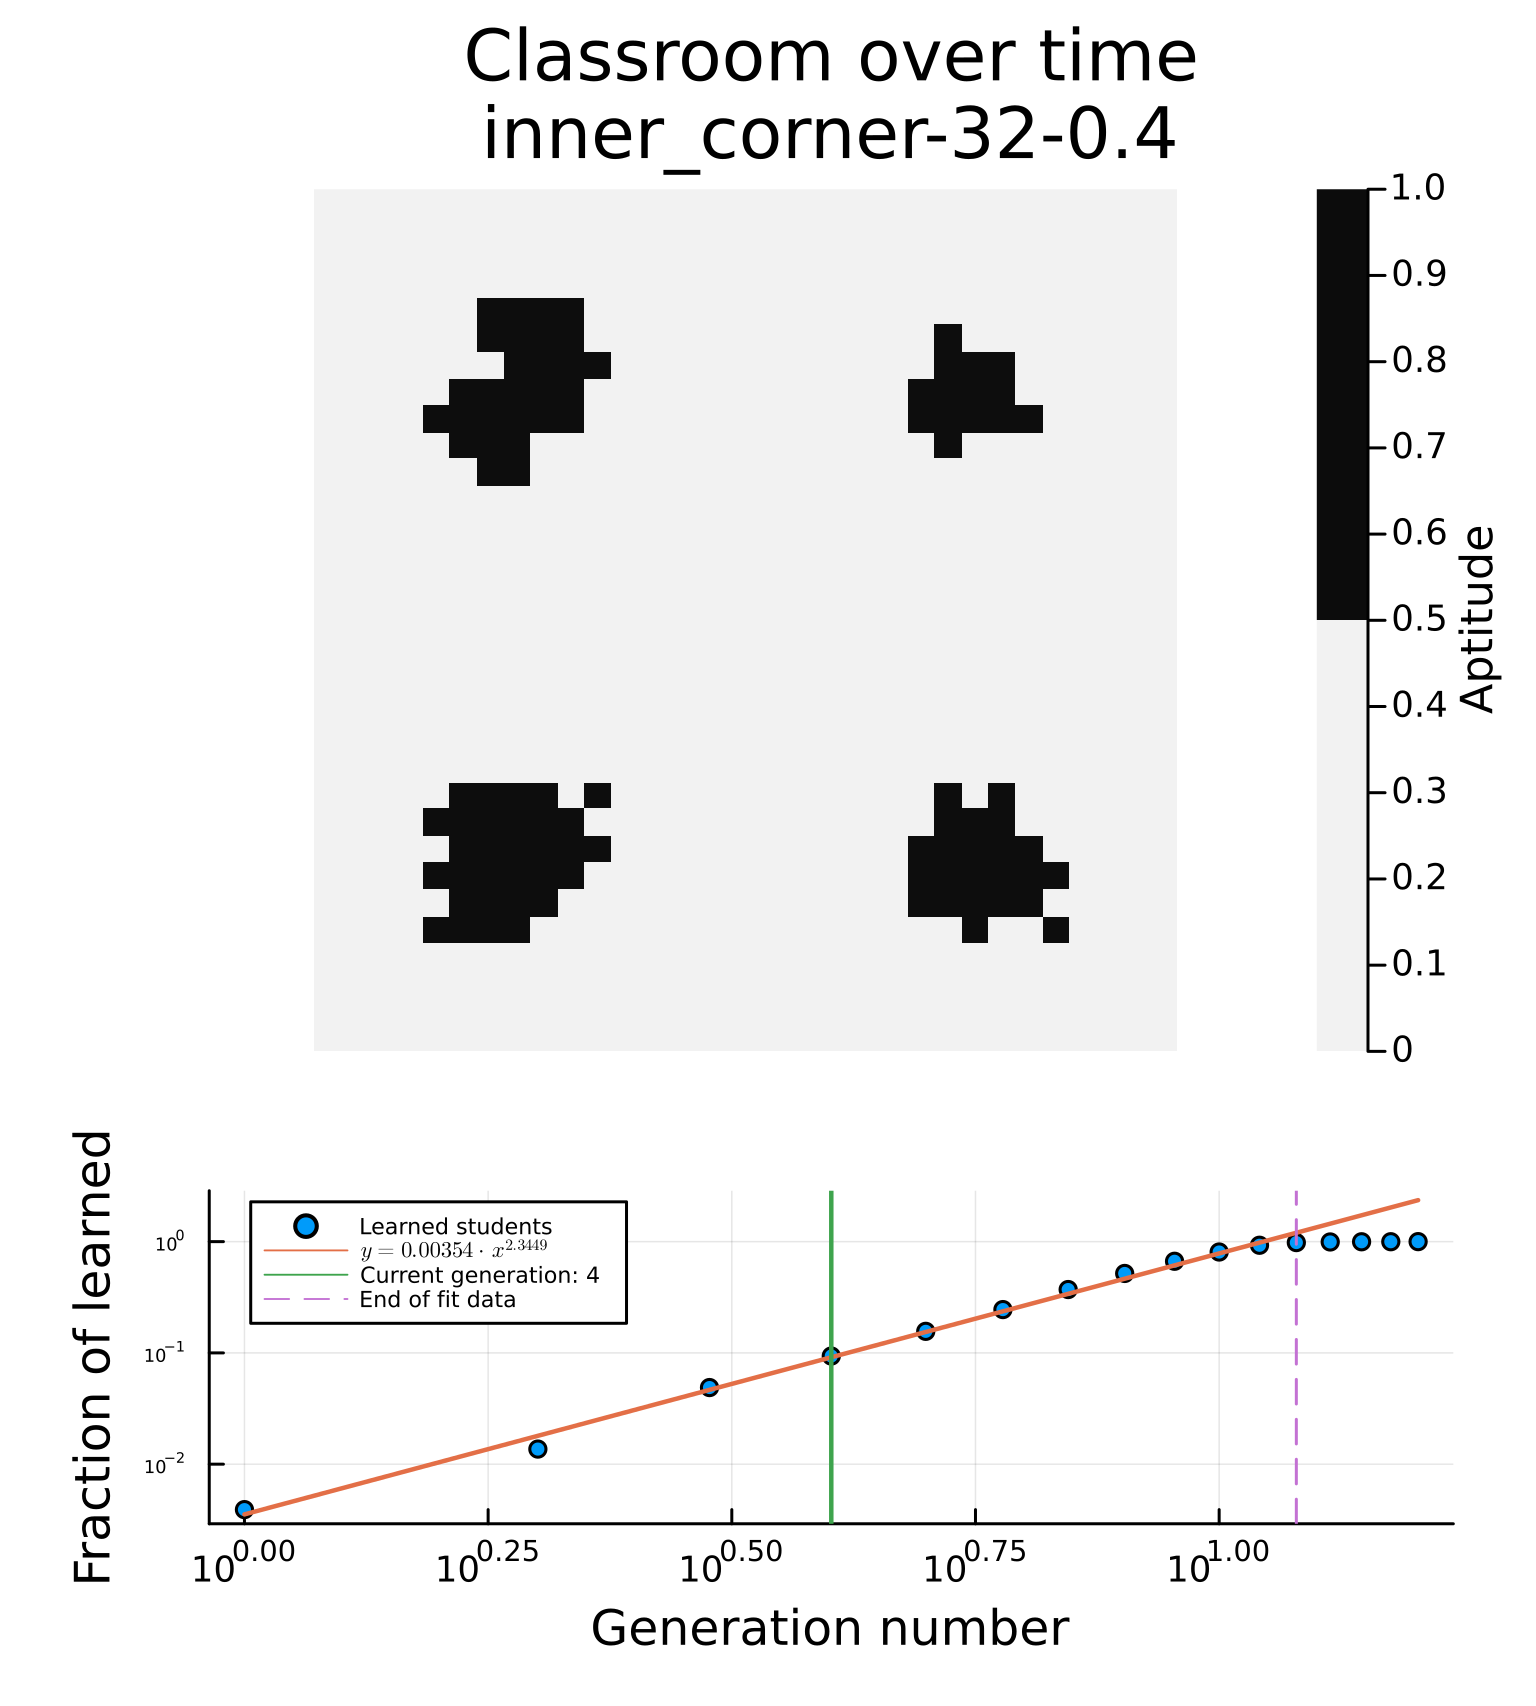 Classroom over time
inner_corner-32-0.4
1.0
0.9
0.8
0.7
0.6
0.5
0.4
0.3
0.2
0.1
0
Aptitude
Fraction of learned
10⁰
10⁻¹
10⁻²
Learned students
y = 0.00354 · x^2.3449
Current generation: 4
End of fit data
10^0.00 10^0.25 10^0.50 10^0.75 10^1.00
Generation number